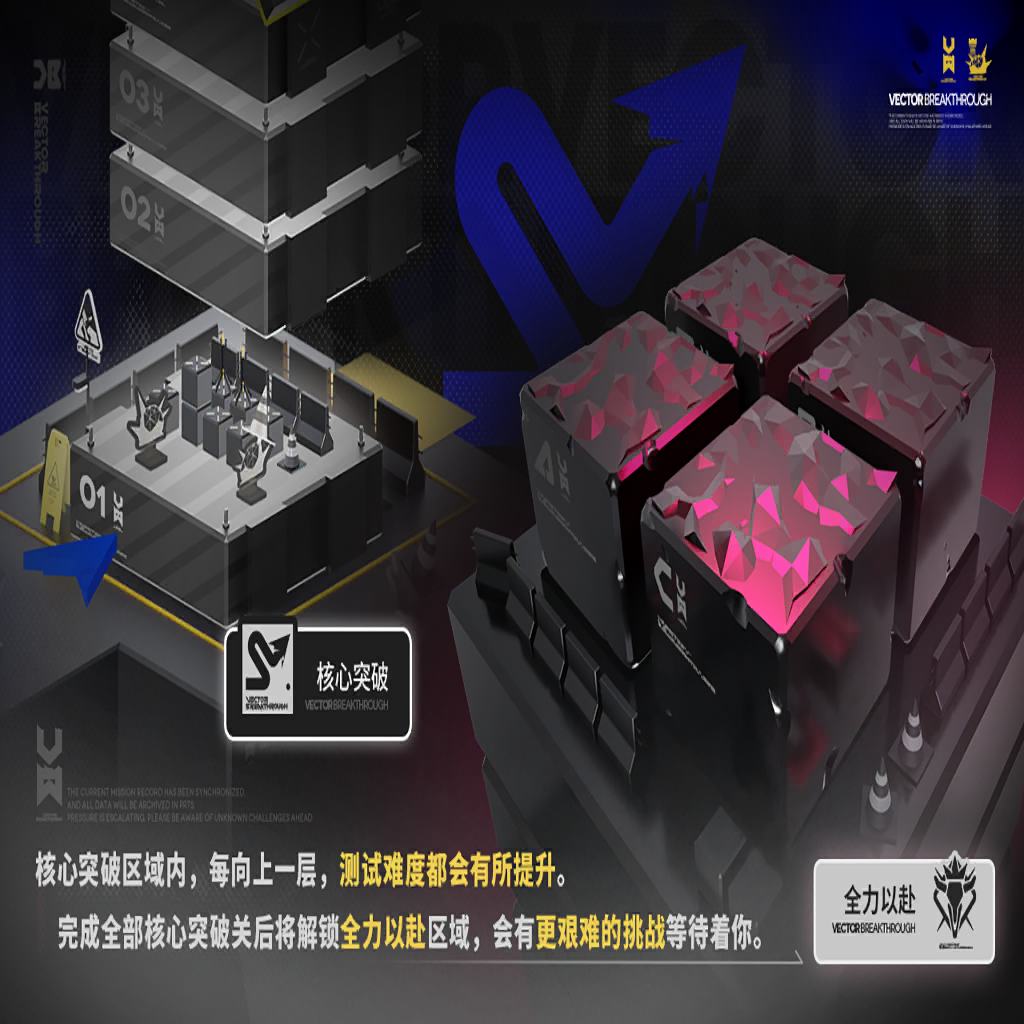 VECTOR BREAKTHROUGH
03
02
01
VECTOR
BREAKTHROUGH
核心突破
VECTOR BREAKTHROUGH
THE CURRENT MISSION RECORD HAS BEEN SYNCHRONIZED,
AND ALL DATA WILL BE ARCHIVED IN PRTS
PRESSURE IS ESCALATING, PLEASE BE AWARE OF UNKNOWN CHALLENGES AHEAD
核心突破区域内，每向上一层，测试难度都会有所提升。
完成全部核心突破关后将解锁全力以赴区域，会有更艰难的挑战等待着你。
全力以赴
VECTOR BREAKTHROUGH